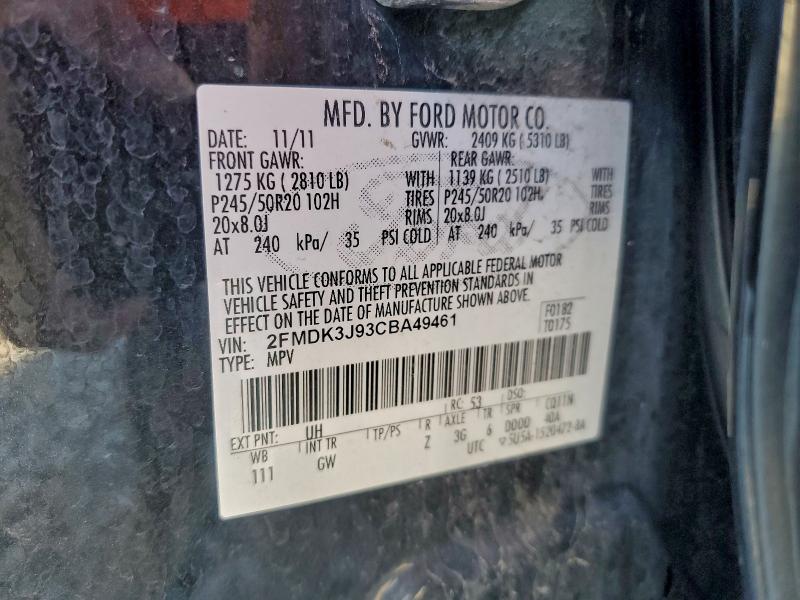 MFD. BY FORD MOTOR CO.
DATE: 11/11 GVWR: 2409 KG ( 5310 LB)
FRONT GAWR: REAR GAWR:
1275 KG ( 2810 LB) WITH 1139 KG ( 2510 LB) WITH
P245/50R20 102H TIRES P245/50R20 102H TIRES
20x8.0J RIMS 20x8.0J RIMS
AT 240 kPa/ 35 PSI COLD AT 240 kPa/ 35 PSI COLD
THIS VEHICLE CONFORMS TO ALL APPLICABLE FEDERAL MOTOR
VEHICLE SAFETY AND THEFT PREVENTION STANDARDS IN
EFFECT ON THE DATE OF MANUFACTURE SHOWN ABOVE.
F0182
T0175
VIN: 2FMDK3J93CBA49461
TYPE: MPV
EXT PNT: UH RC: 53 DSO:
WB INT TR TP/PS R AXLE TR SPR
111 GW Z 3G 6 DDDD 40A
UTC